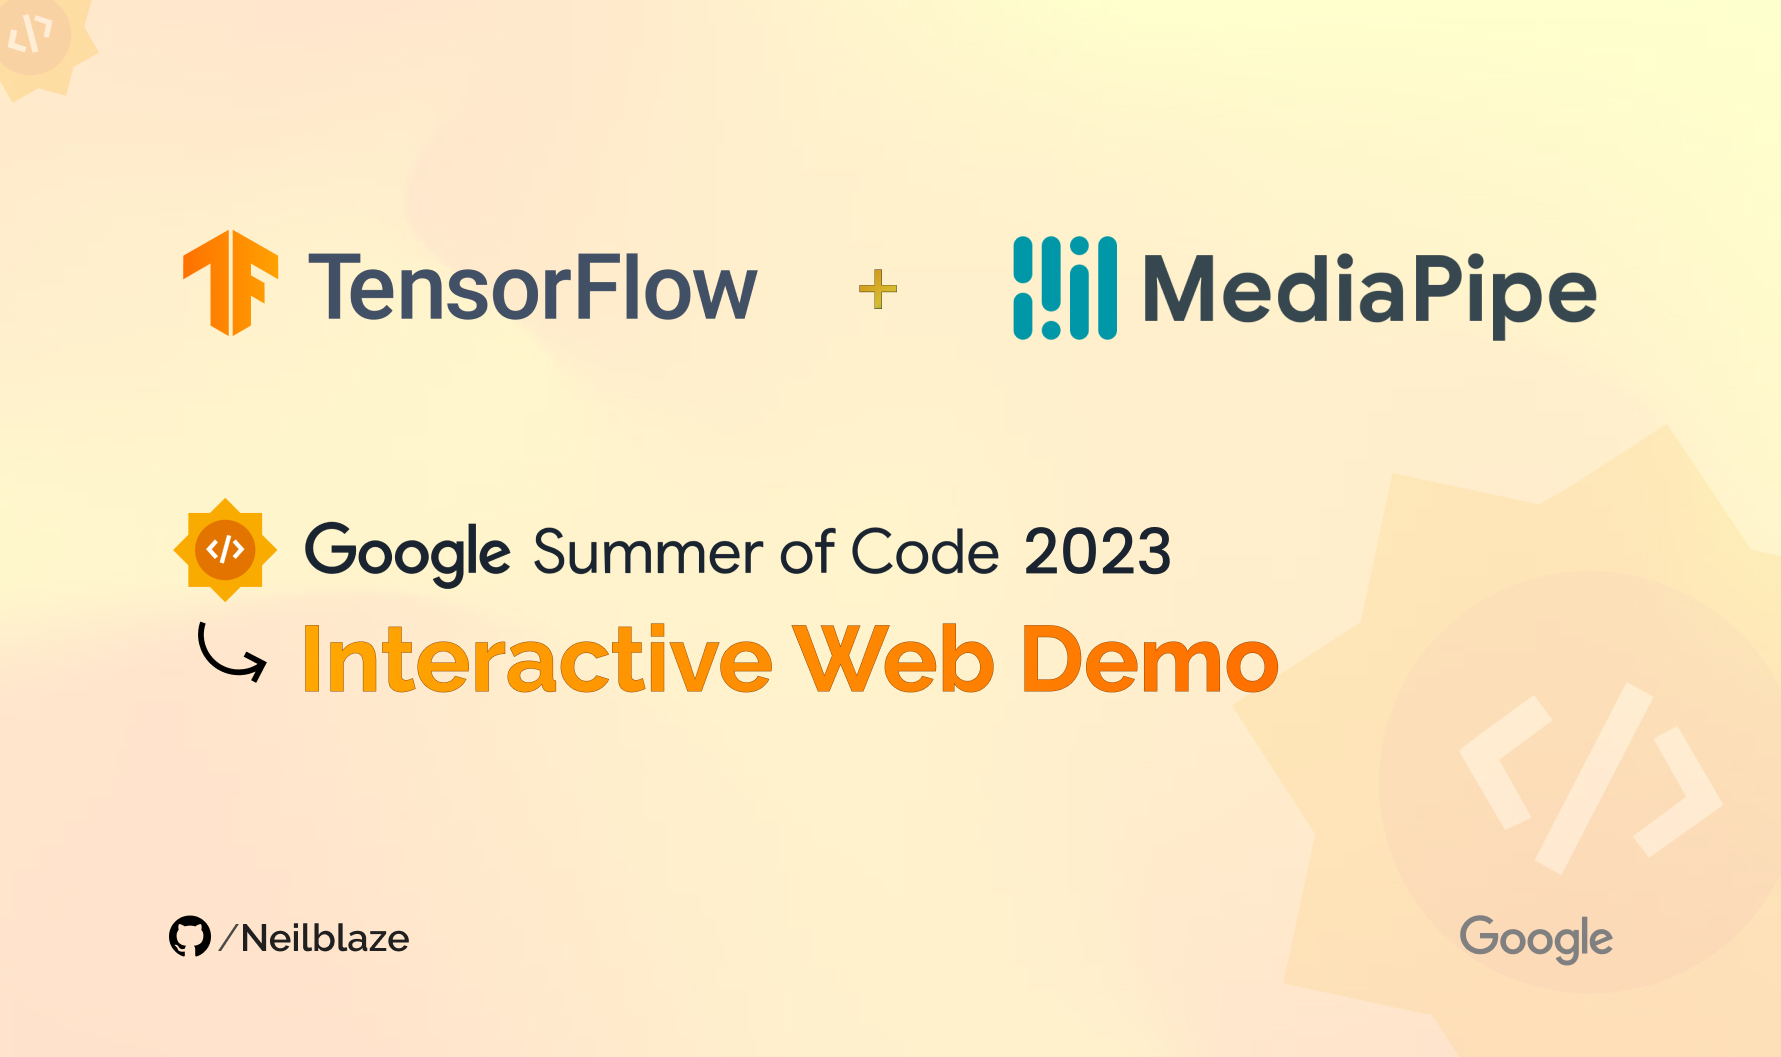 TensorFlow + MediaPipe
Google Summer of Code 2023
Interactive Web Demo
/Neilblaze
Google